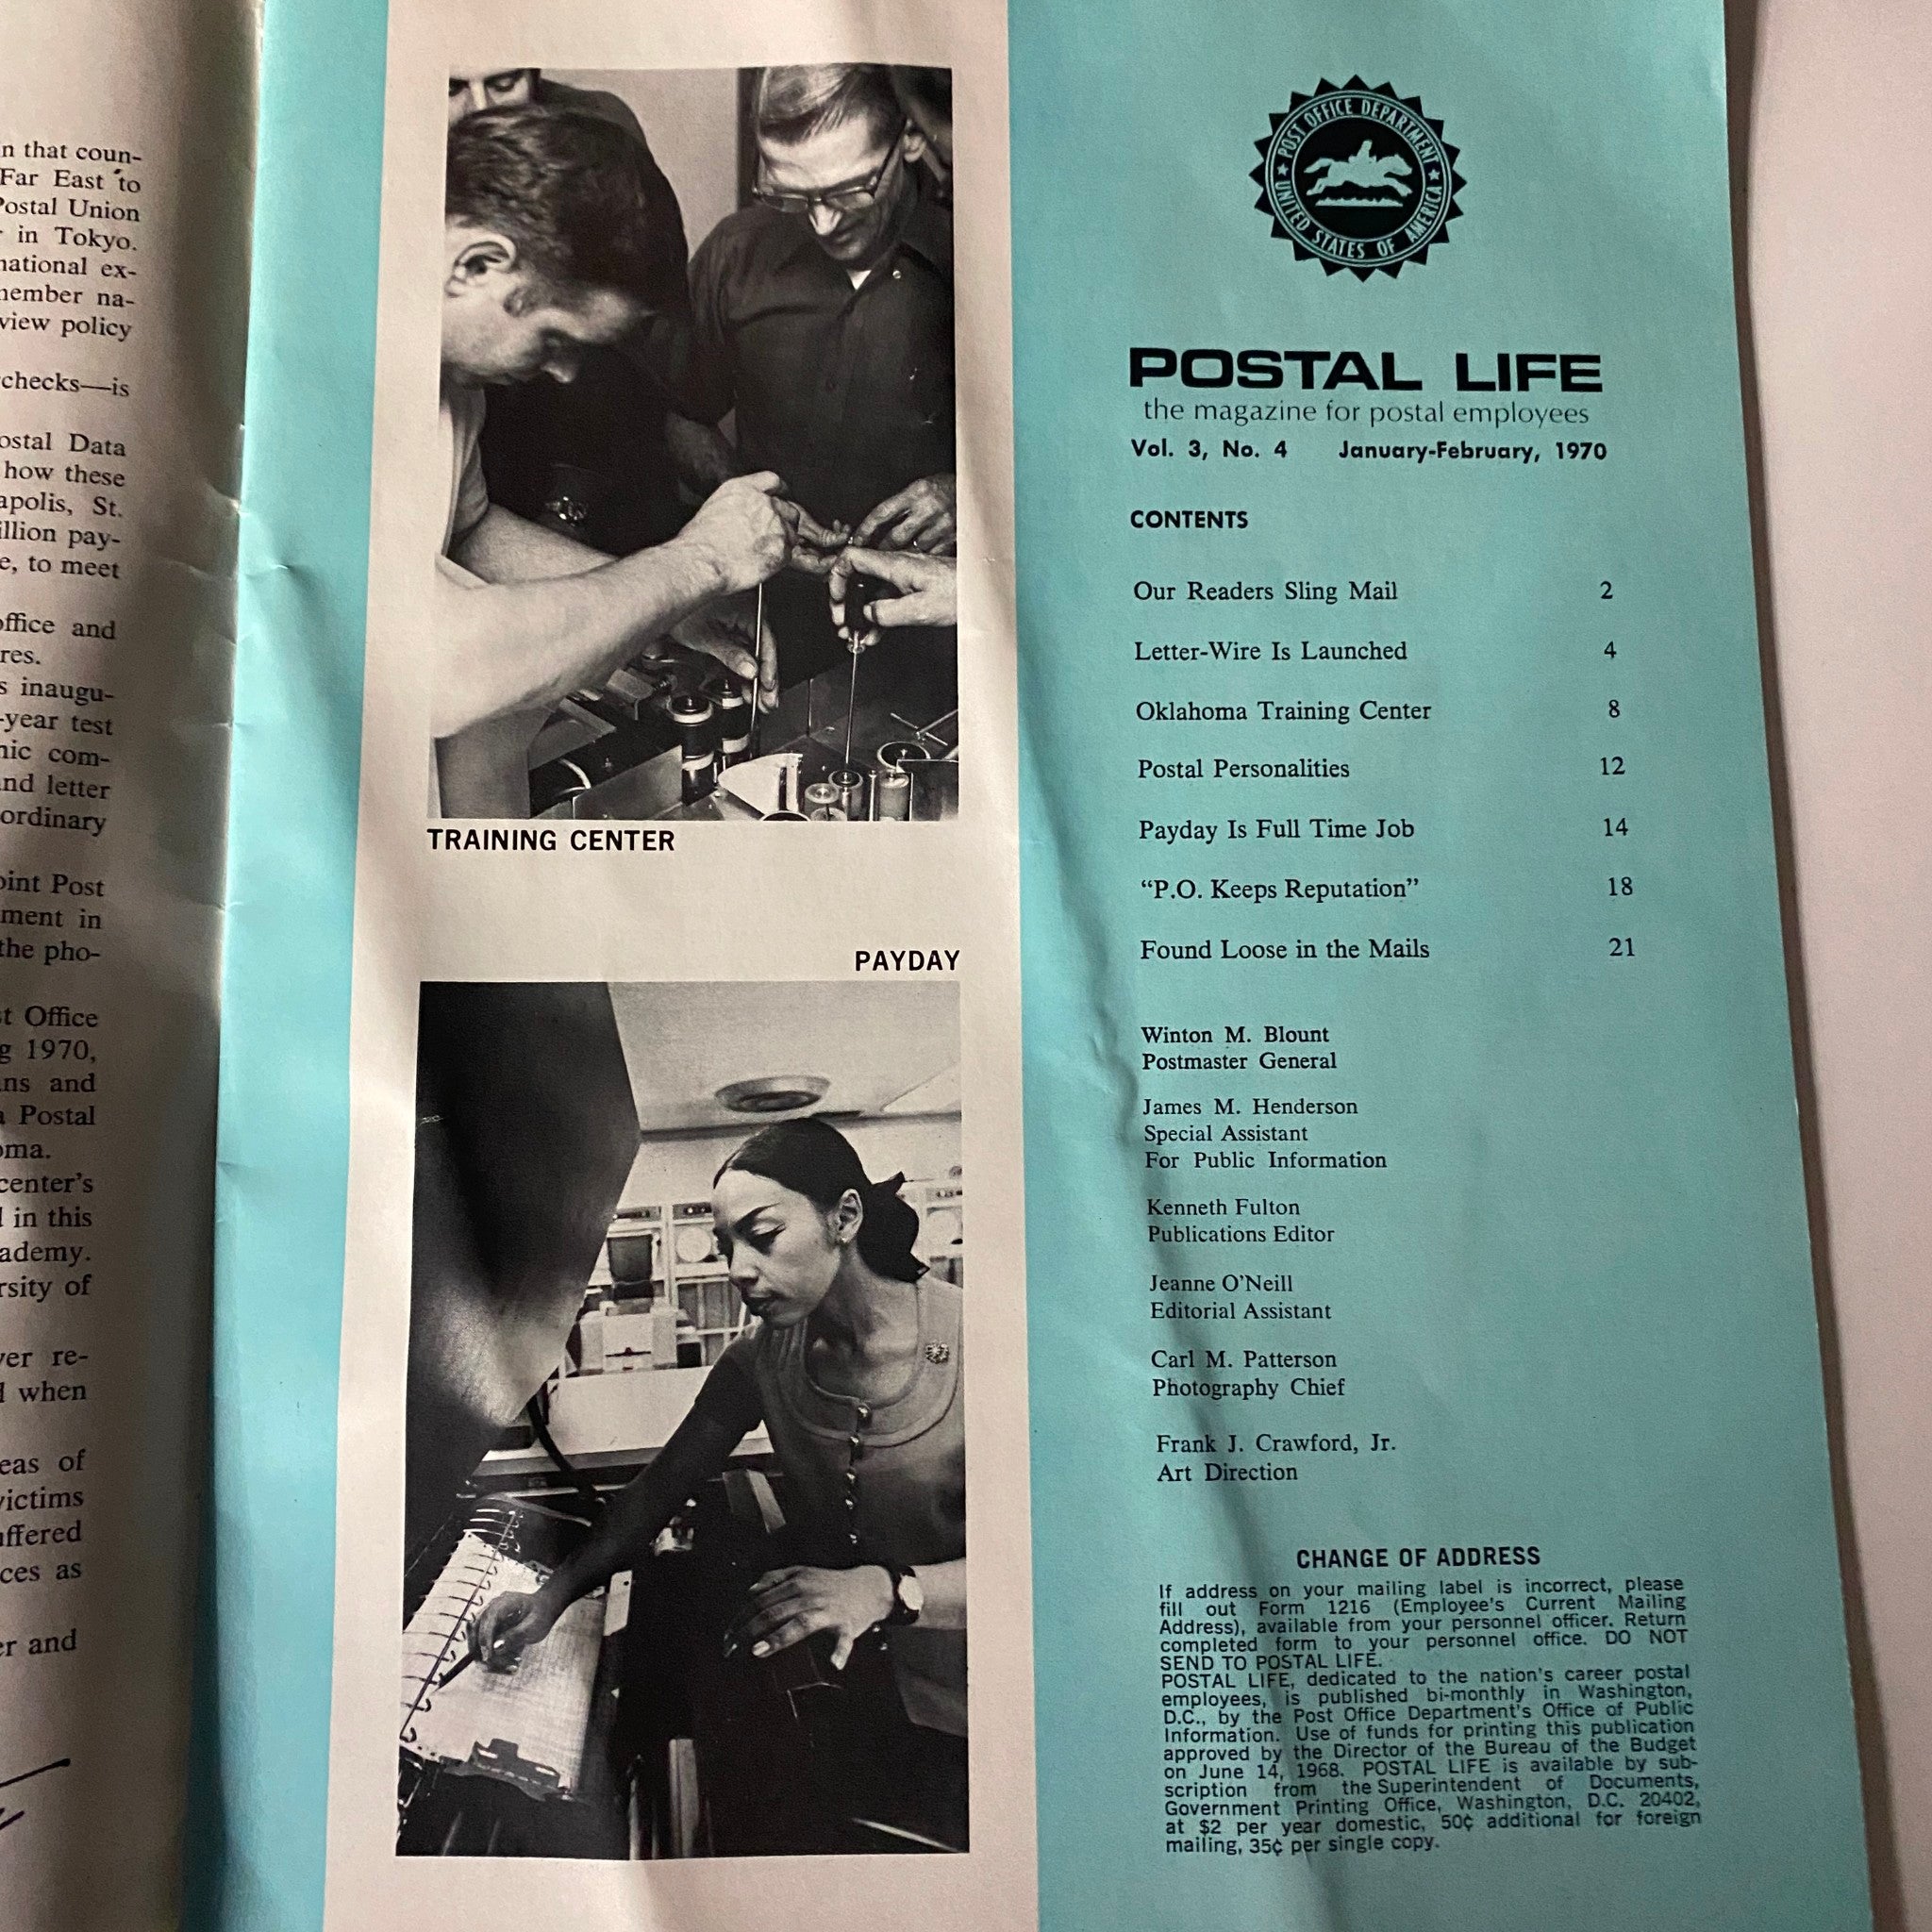 n that coun-
Far East to
Postal Union
in Tokyo.
national ex-
member na-
view policy
checks—is
ostal Data
how these
apolis, St.
illion pay-
e, to meet
office and
res.
s inaugu-
-year test
nic com-
and letter
ordinary
oint Post
ment in
the pho-
st Office
g 1970,
ans and
a Postal
oma.
center's
l in this
ademy.
rsity of
ver re-
l when
eas of
victims
uffered
ces as
er and
TRAINING CENTER
PAYDAY
POST OFFICE DEPARTMENT
UNITED STATES OF AMERICA
POSTAL LIFE
the magazine for postal employees
Vol. 3, No. 4 January-February, 1970
CONTENTS
Our Readers Sling Mail 2
Letter-Wire Is Launched 4
Oklahoma Training Center 8
Postal Personalities 12
Payday Is Full Time Job 14
“P.O. Keeps Reputation” 18
Found Loose in the Mails 21
Winton M. Blount
Postmaster General
James M. Henderson
Special Assistant
For Public Information
Kenneth Fulton
Publications Editor
Jeanne O'Neill
Editorial Assistant
Carl M. Patterson
Photography Chief
Frank J. Crawford, Jr.
Art Direction
CHANGE OF ADDRESS
If address on your mailing label is incorrect, please
fill out Form 1216 (Employee's Current Mailing
Address), available from your personnel officer. Return
completed form to your personnel office. DO NOT
SEND TO POSTAL LIFE.
POSTAL LIFE, dedicated to the nation's career postal
employees, is published bi-monthly in Washington,
D.C., by the Post Office Department's Office of Public
Information. Use of funds for printing this publication
approved by the Director of the Bureau of the Budget
on June 14, 1968. POSTAL LIFE is available by sub-
scription from the Superintendent of Documents,
Government Printing Office, Washington, D.C. 20402,
at $2 per year domestic, 50¢ additional for foreign
mailing, 35¢ per single copy.